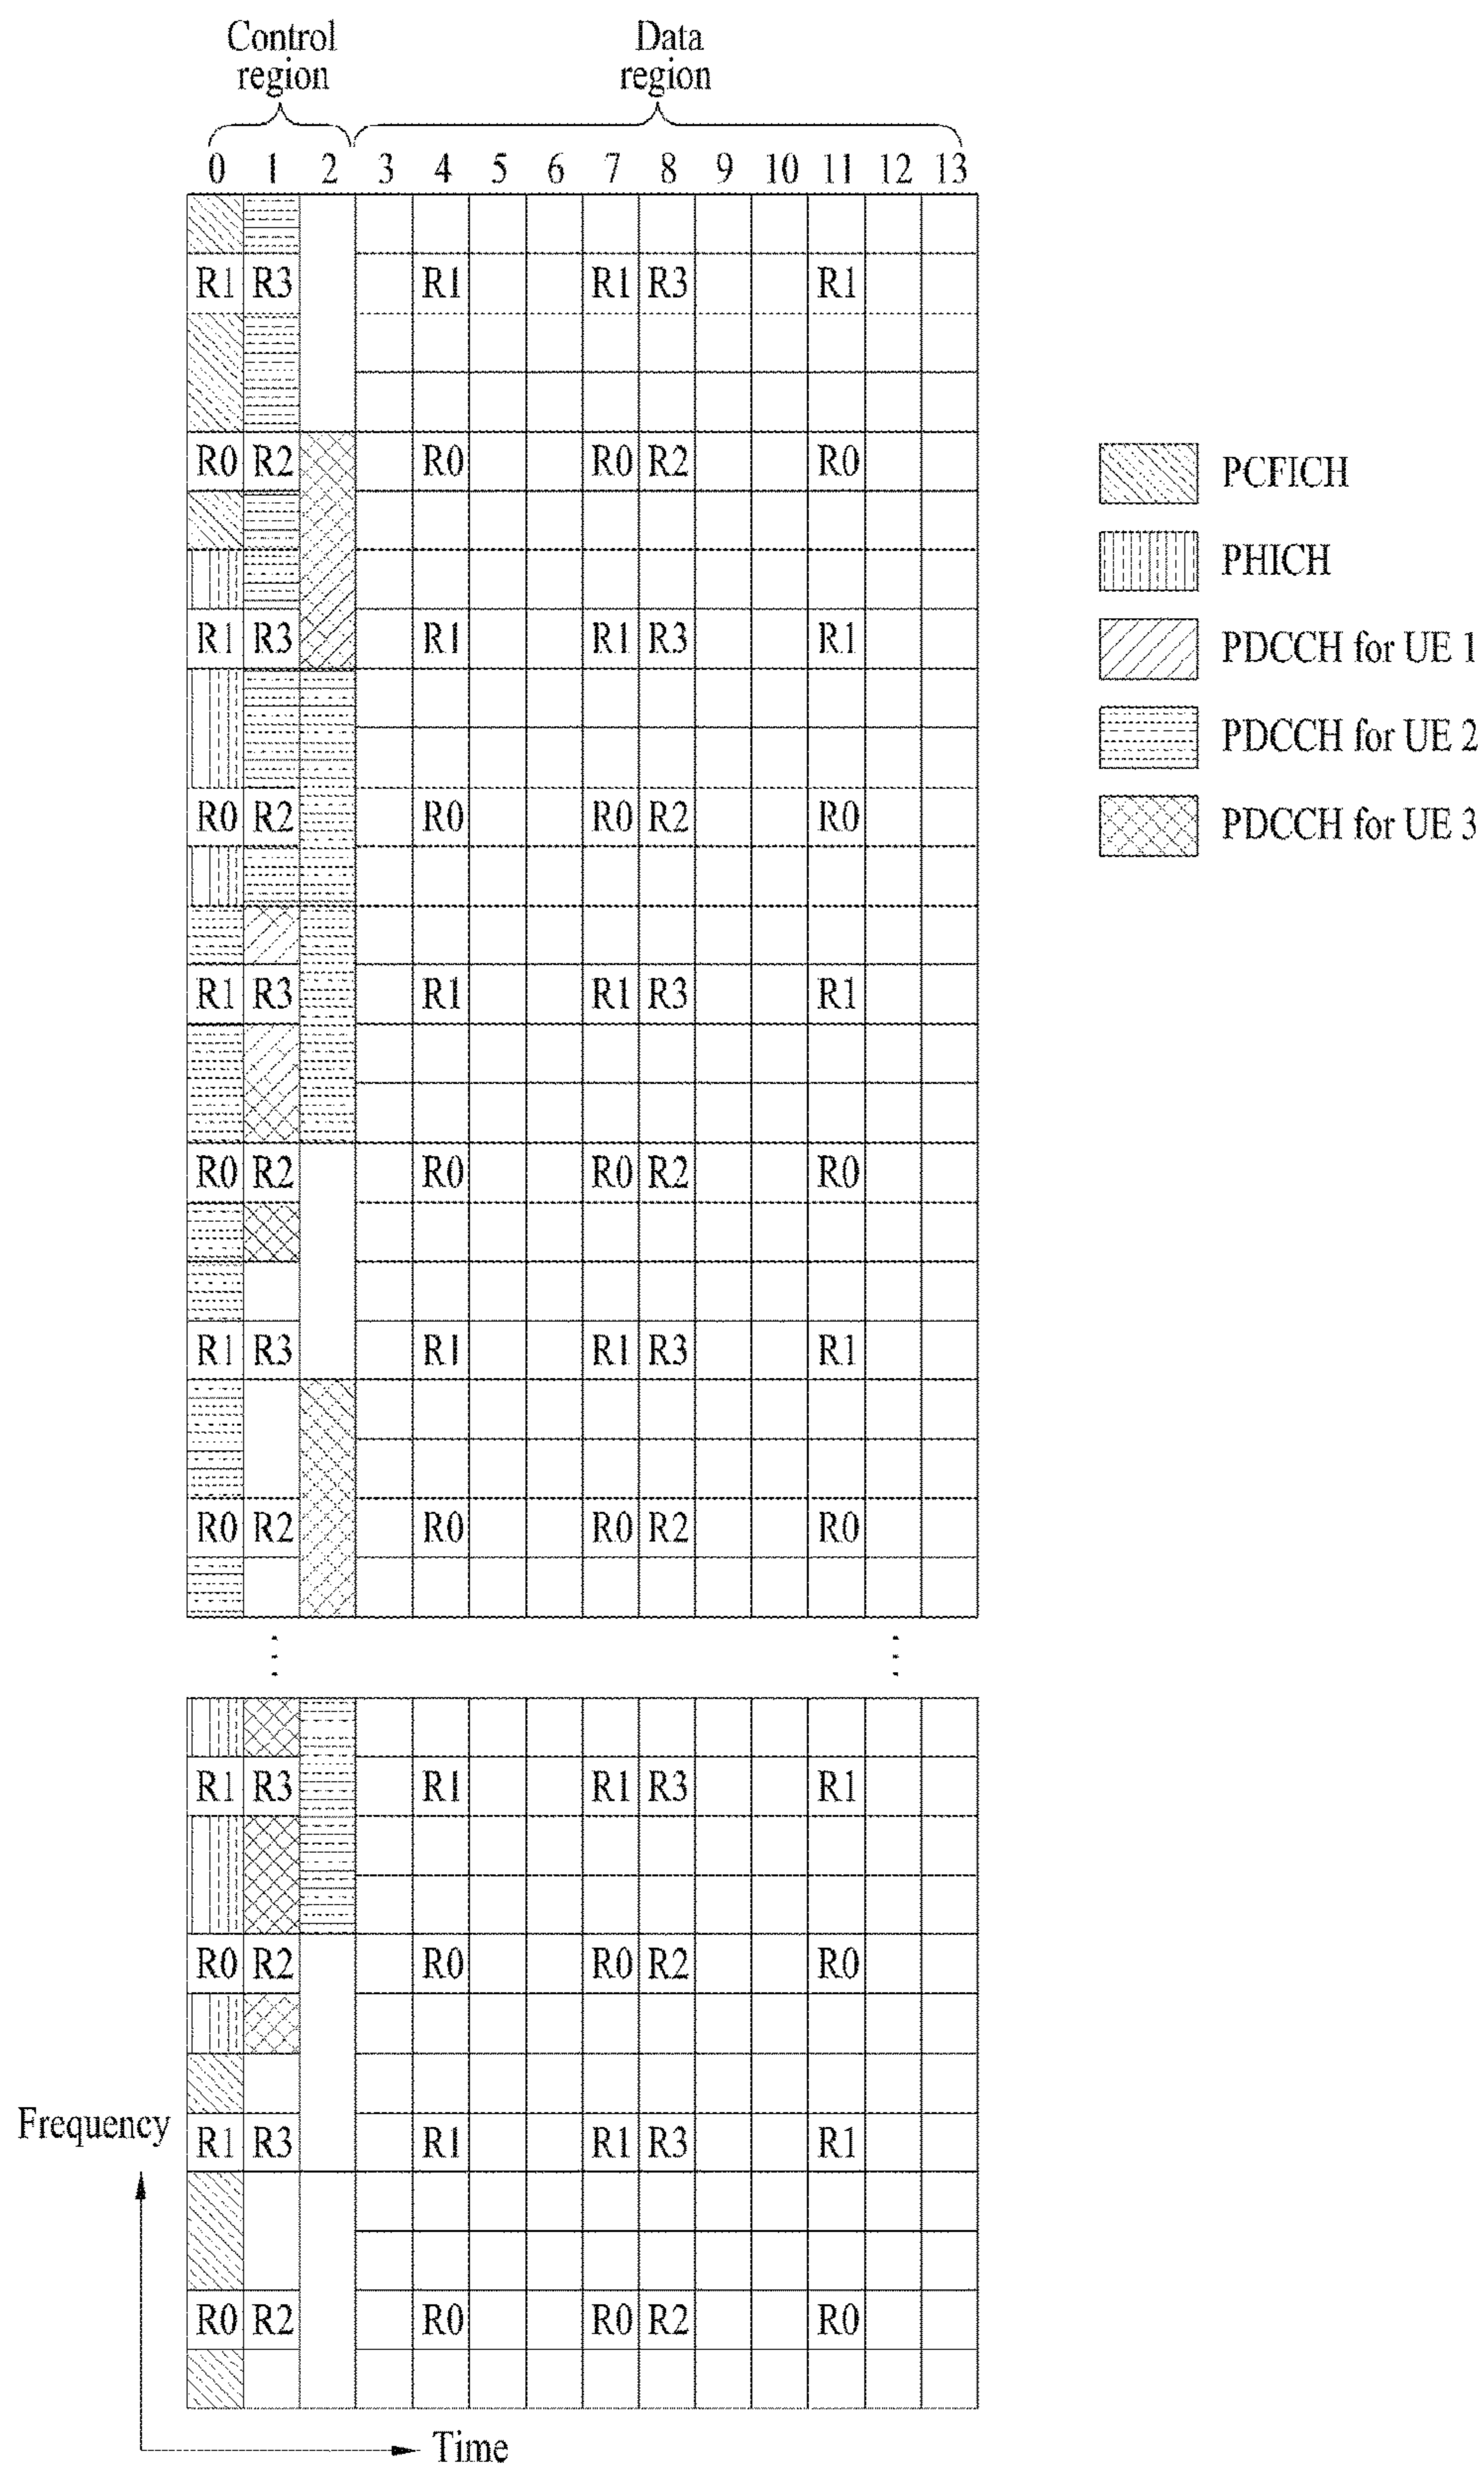 Control region
Data region
0 1 2 3 4 5 6 7 8 9 10 11 12 13
R1 R3 R1 R1 R3 R1
R0 R2 R0 R0 R2 R0
PCFICH
PHICH
R1 R3 R1 R1 R3 R1
PDCCH for UE 1
PDCCH for UE 2
R0 R2 R0 R0 R2 R0
PDCCH for UE 3
R1 R3 R1 R1 R3 R1
R0 R2 R0 R0 R2 R0
R1 R3 R1 R1 R3 R1
R0 R2 R0 R0 R2 R0
R1 R3 R1 R1 R3 R1
R0 R2 R0 R0 R2 R0
Frequency
R1 R3 R1 R1 R3 R1
R0 R2 R0 R0 R2 R0
Time